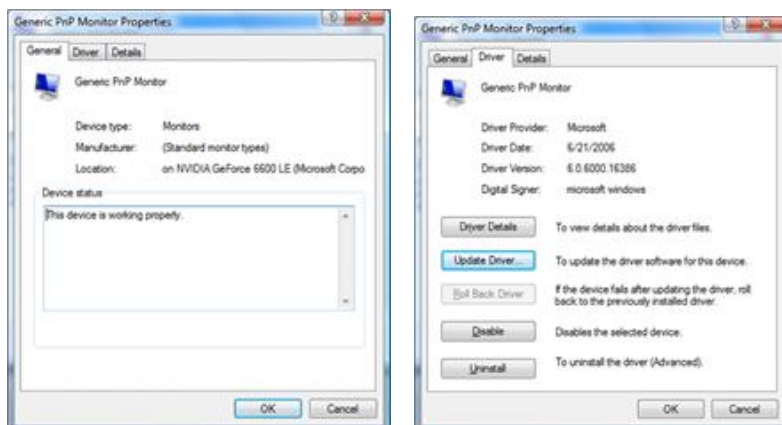 Generic PnP Monitor Properties
General Driver Details
Generic PnP Monitor
Device type: Monitors
Manufacturer: (Standard monitor types)
Location: on NVIDIA GeForce 6600 LE (Microsoft Corpo
Device status
This device is working properly.
OK Cancel
Generic PnP Monitor Properties
General Driver Details
Generic PnP Monitor
Driver Provider: Microsoft
Driver Date: 6/21/2006
Driver Version: 6.0.6000.16386
Digital Signer: microsoft windows
Driver Details To view details about the driver files.
Update Driver... To update the driver software for this device.
Roll Back Driver If the device fails after updating the driver, roll
back to the previously installed driver.
Disable Disables the selected device.
Uninstall To uninstall the driver (Advanced).
OK Cancel